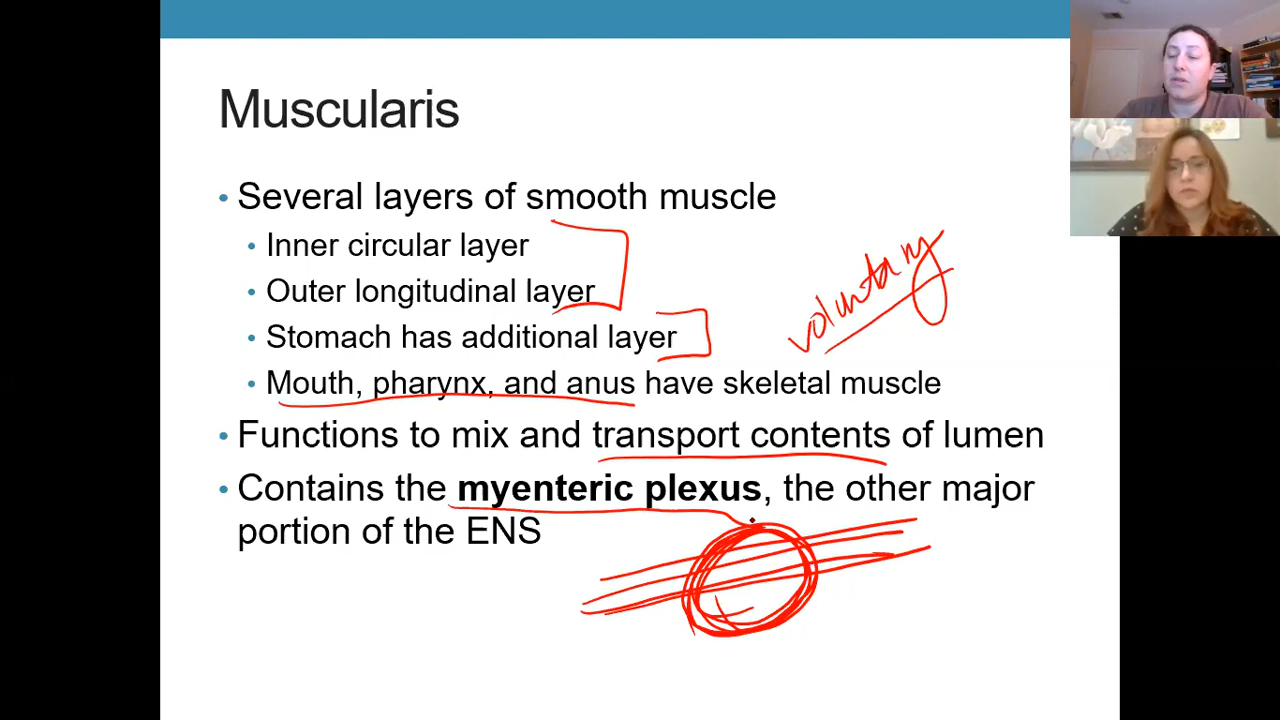 Muscularis
• Several layers of smooth muscle
• Inner circular layer
• Outer longitudinal layer
• Stomach has additional layer
voluntary
• Mouth, pharynx, and anus have skeletal muscle
• Functions to mix and transport contents of lumen
• Contains the myenteric plexus, the other major
portion of the ENS